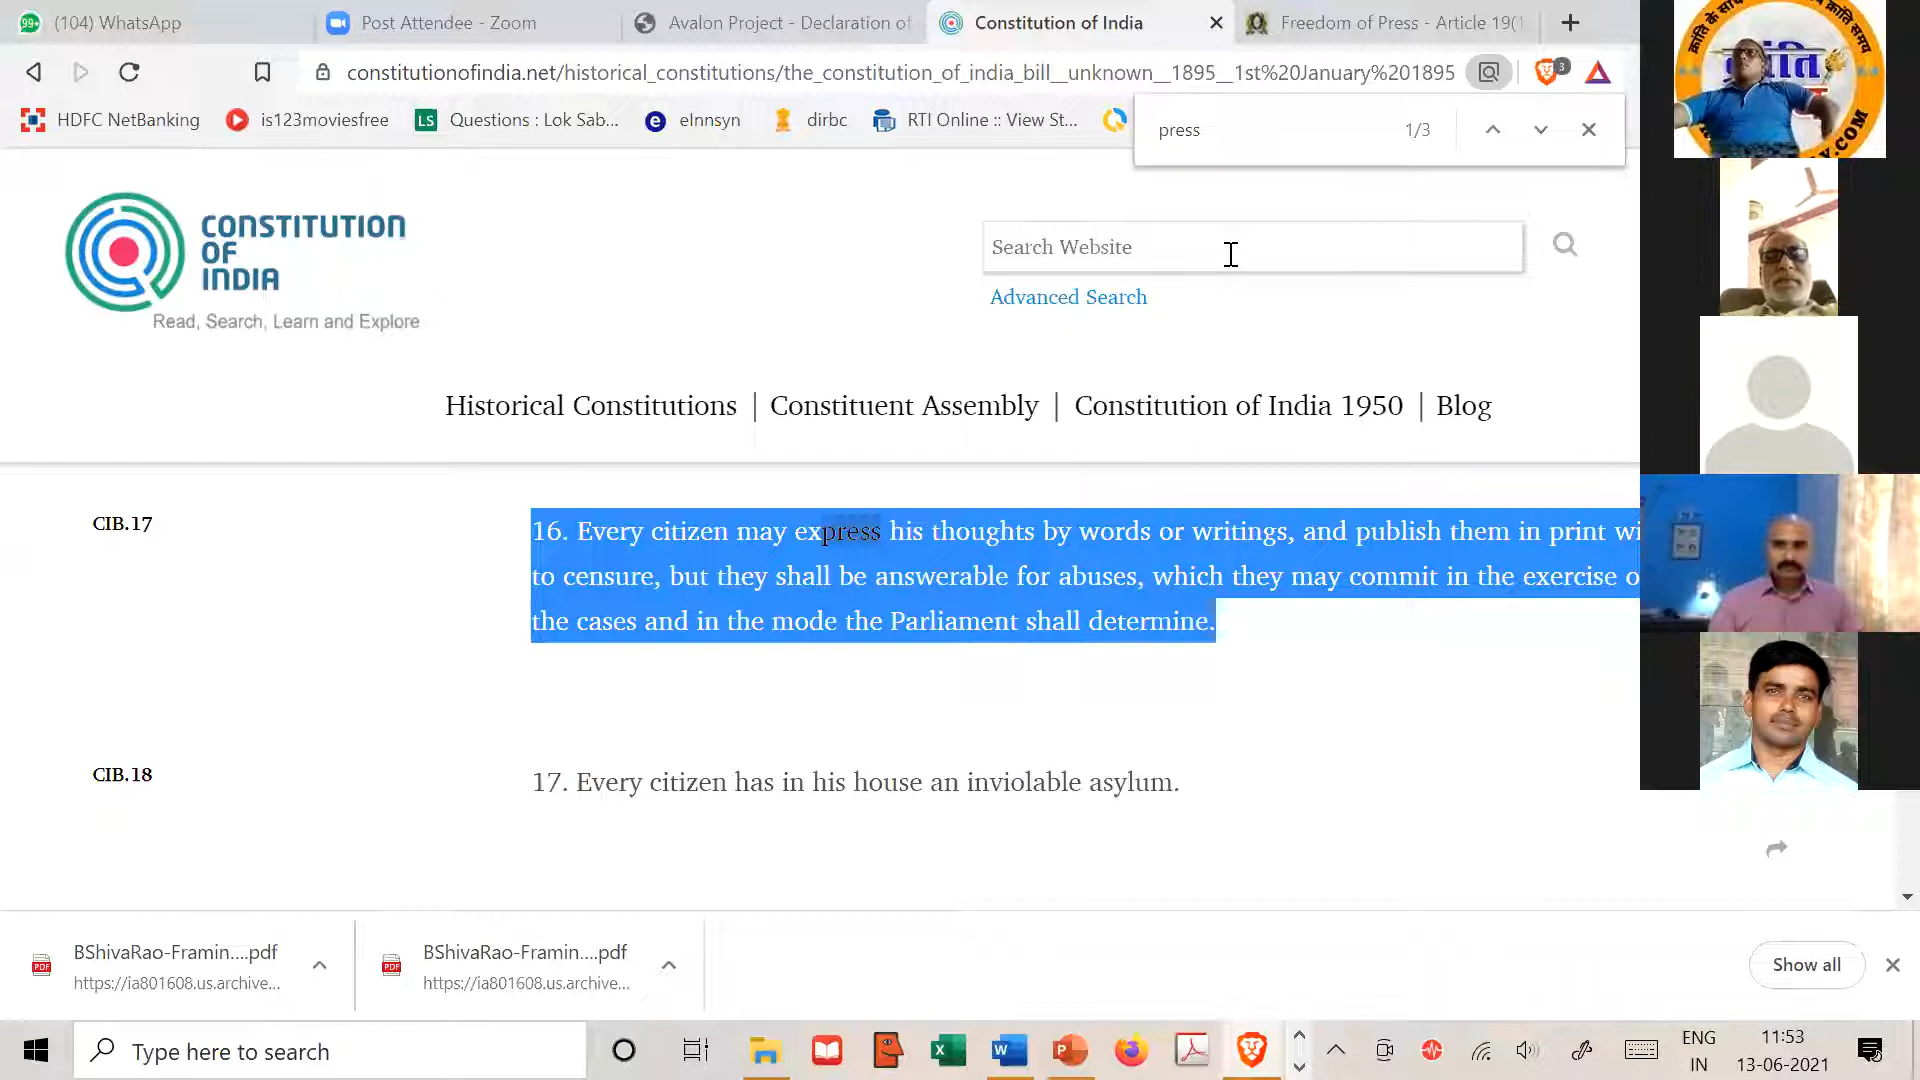 (104) WhatsApp
Post Attendee - Zoom
Avalon Project - Declaration of
Constitution of India
Freedom of Press - Article 19(1
constitutionofindia.net/historical_constitutions/the_constitution_of_india_bill__unknown__1895__1st%20January%201895
3
HDFC NetBanking
is123moviesfree
LS
Questions : Lok Sab...
eInnsyn
dirbc
RTI Online :: View St...
press
1/3
CONSTITUTION
OF
INDIA
Read, Search, Learn and Explore
Search Website
Advanced Search
Historical Constitutions | Constituent Assembly | Constitution of India 1950 | Blog
CIB.17
16. Every citizen may express his thoughts by words or writings, and publish them in print wi
to censure, but they shall be answerable for abuses, which they may commit in the exercise o
the cases and in the mode the Parliament shall determine.
CIB.18
17. Every citizen has in his house an inviolable asylum.
BShivaRao-Framin....pdf
https://ia801608.us.archive...
BShivaRao-Framin....pdf
https://ia801608.us.archive...
Show all
Type here to search
ENG
IN
11:53
13-06-2021